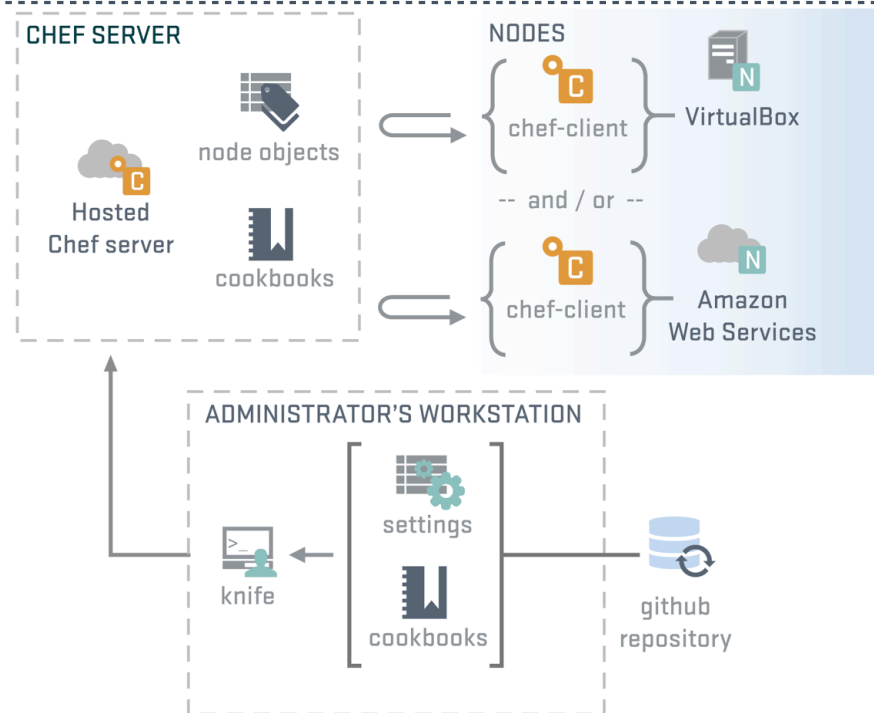 CHEF SERVER
node objects
C
Hosted
Chef server
cookbooks
NODES
C
chef-client
N
VirtualBox
-- and / or --
C
chef-client
N
Amazon
Web Services
ADMINISTRATOR'S WORKSTATION
settings
>_
knife
cookbooks
github
repository